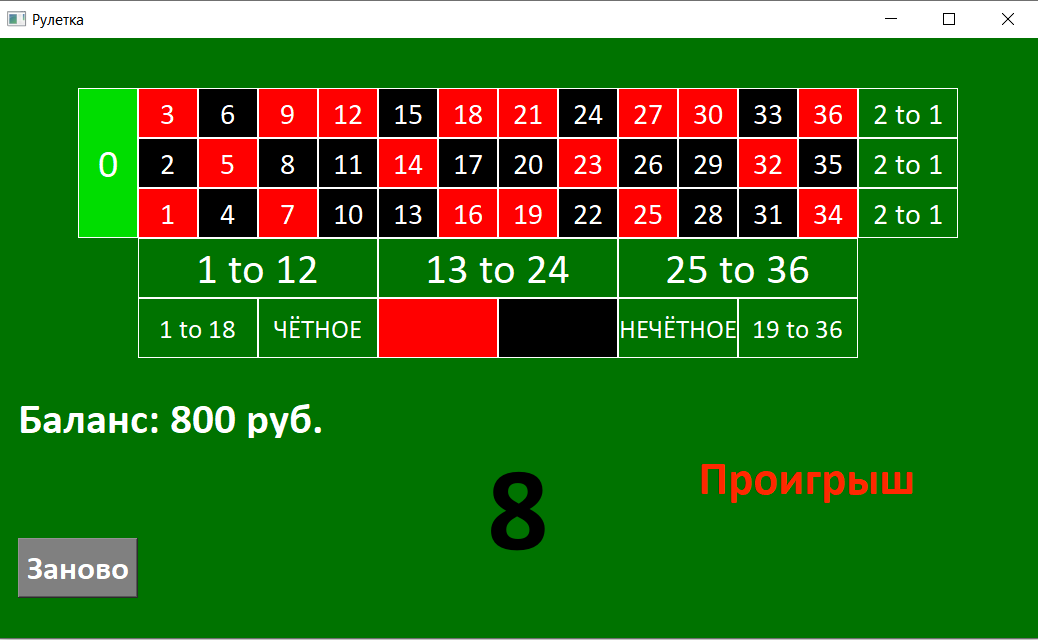 Рулетка
3 6 9 12 15 18 21 24 27 30 33 36 2 to 1
0 2 5 8 11 14 17 20 23 26 29 32 35 2 to 1
1 4 7 10 13 16 19 22 25 28 31 34 2 to 1
1 to 12 13 to 24 25 to 36
1 to 18 ЧЁТНОЕ НЕЧЁТНОЕ 19 to 36
Баланс: 800 руб.
Проигрыш
8
Заново